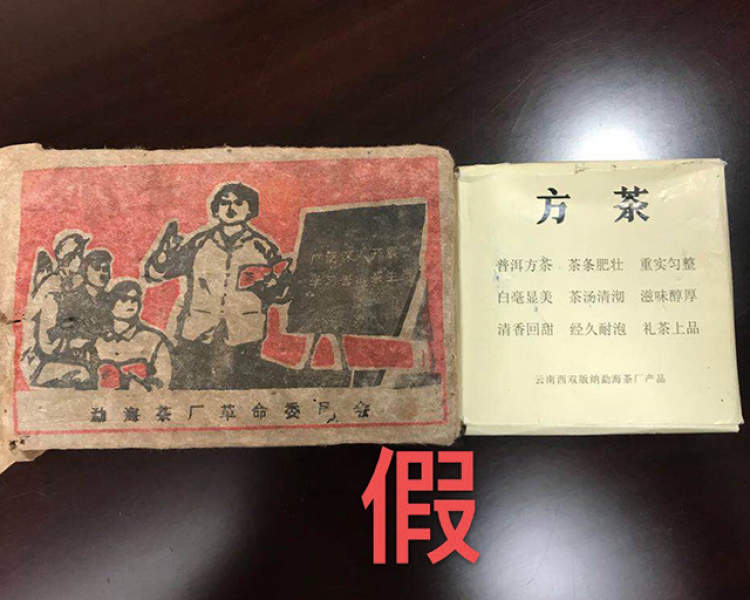 勐海茶厂革命委员会
方茶
普洱方茶 茶条肥壮 重实匀整
白毫显美 茶汤清沏 滋味醇厚
清香回甜 经久耐泡 礼茶上品
云南西双版纳勐海茶厂产品
假